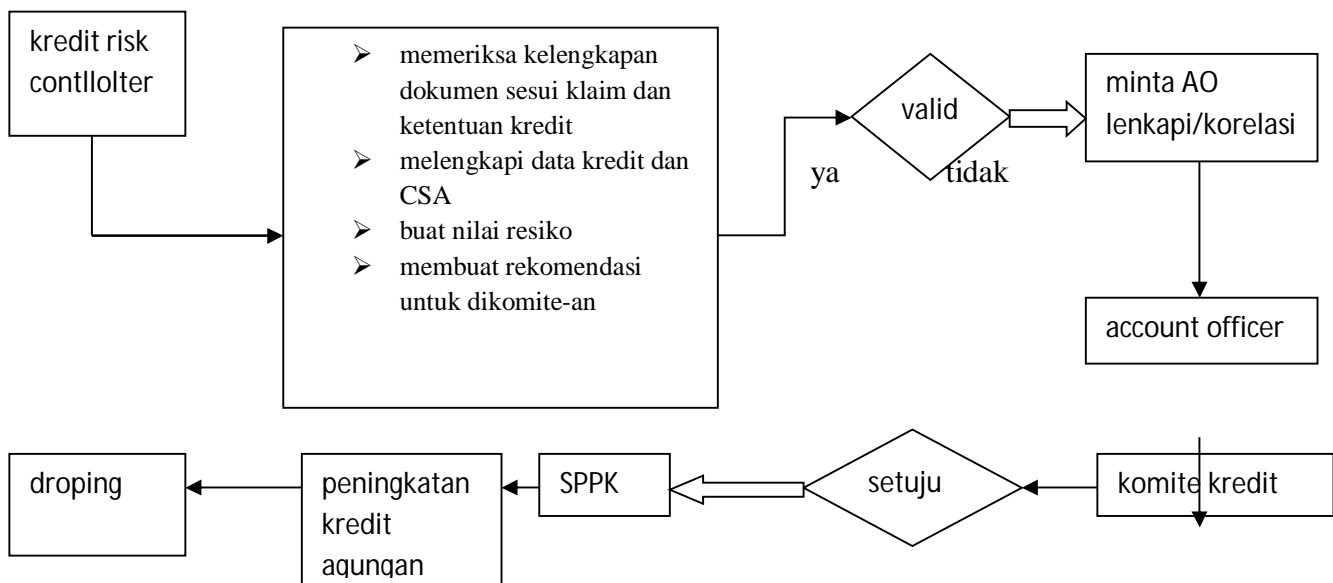 kredit risk
contllolter
➢ memeriksa kelengkapan
dokumen sesui klaim dan
ketentuan kredit
➢ melengkapi data kredit dan
CSA
➢ buat nilai resiko
➢ membuat rekomendasi
untuk dikomite-an
valid
ya
tidak
minta AO
lenkapi/korelasi
account officer
droping
peningkatan
kredit
agungan
SPPK
setuju
komite kredit